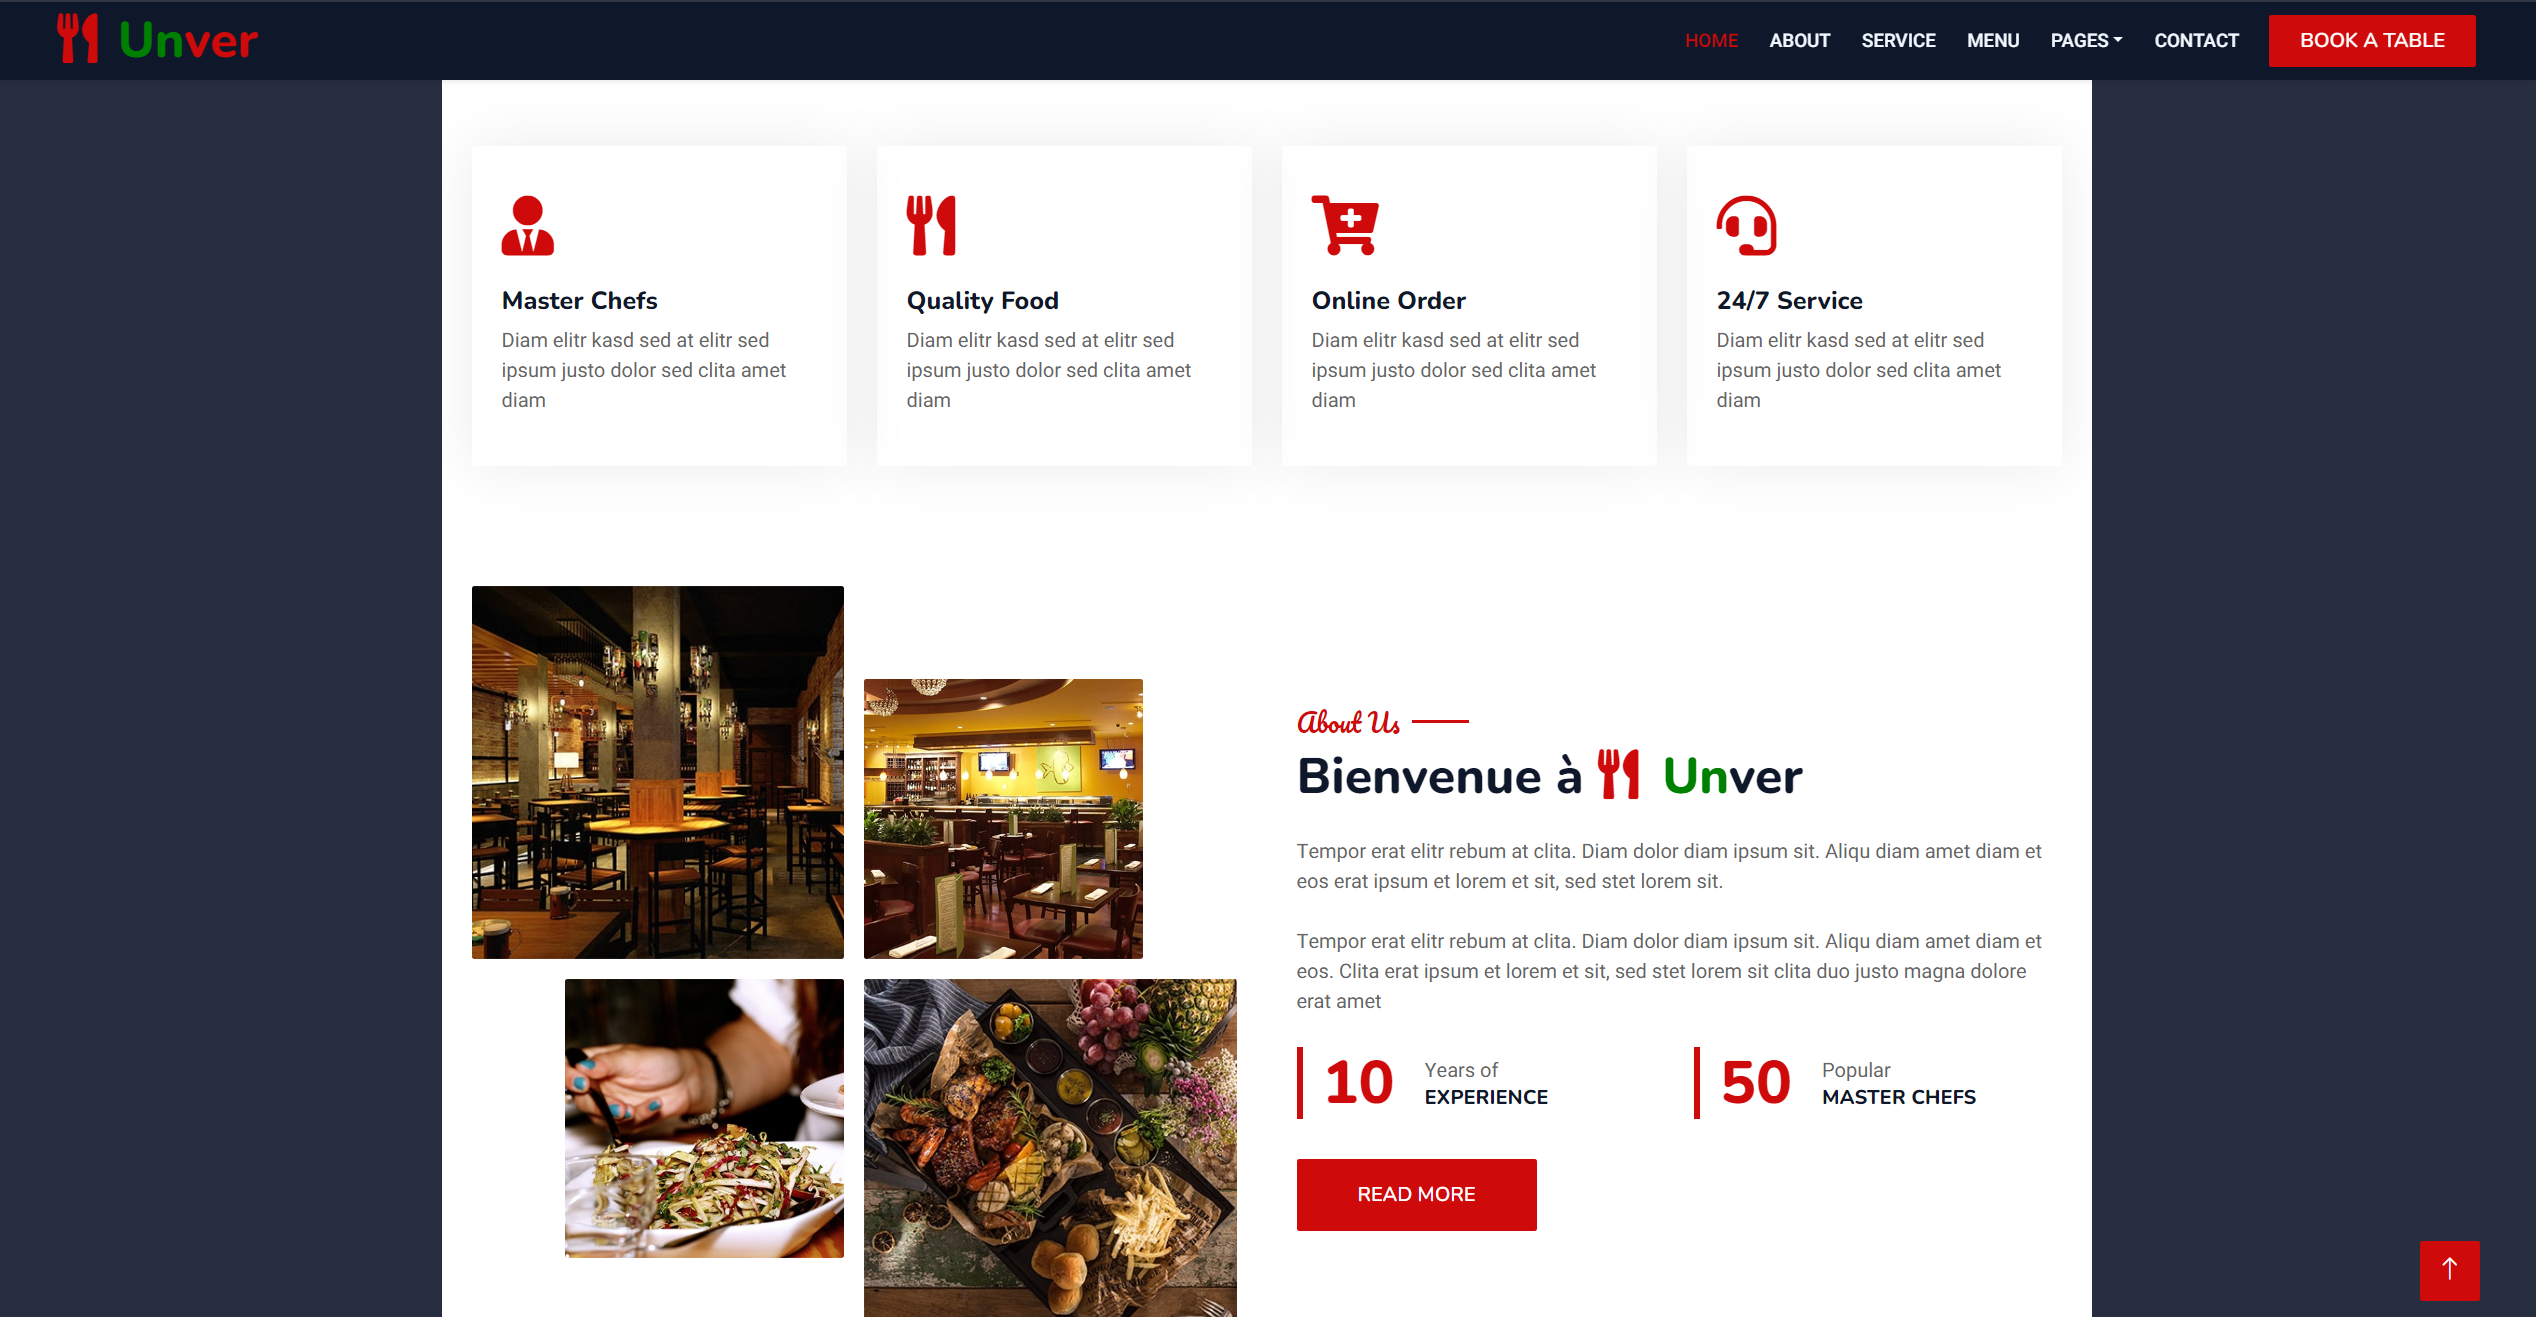 Unver
HOME ABOUT SERVICE MENU PAGES CONTACT BOOK A TABLE
Master Chefs
Diam elitr kasd sed at elitr sed
ipsum justo dolor sed clita amet
diam
Quality Food
Diam elitr kasd sed at elitr sed
ipsum justo dolor sed clita amet
diam
Online Order
Diam elitr kasd sed at elitr sed
ipsum justo dolor sed clita amet
diam
24/7 Service
Diam elitr kasd sed at elitr sed
ipsum justo dolor sed clita amet
diam
About Us
Bienvenue à Unver
Tempor erat elitr rebum at clita. Diam dolor diam ipsum sit. Aliqu diam amet diam et
eos erat ipsum et lorem et sit, sed stet lorem sit.
Tempor erat elitr rebum at clita. Diam dolor diam ipsum sit. Aliqu diam amet diam et
eos. Clita erat ipsum et lorem et sit, sed stet lorem sit clita duo justo magna dolore
erat amet
10 Years of
EXPERIENCE
50 Popular
MASTER CHEFS
READ MORE